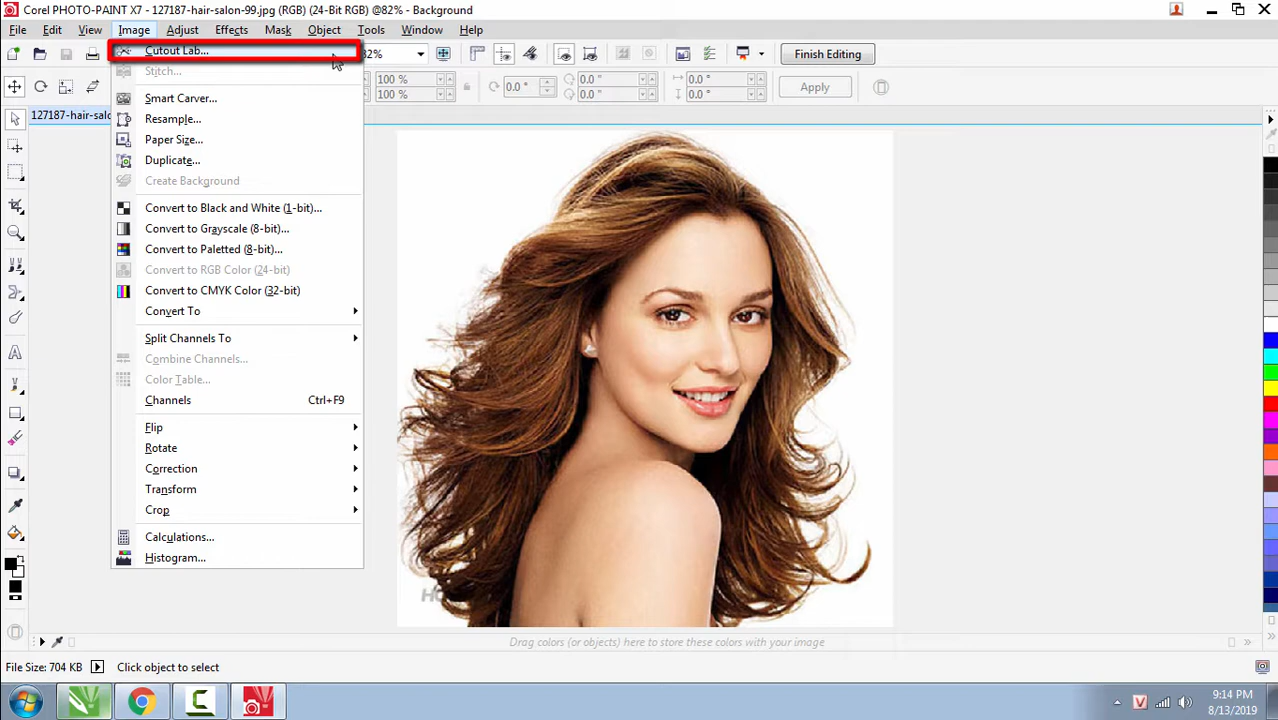 Corel PHOTO-PAINT X7 - 127187-hair-salon-99.jpg (RGB) (24-Bit RGB) @82% - Background
File Edit View Image Adjust Effects Mask Object Tools Window Help
Cutout Lab...
Stitch...
Smart Carver...
Resample...
Paper Size...
Duplicate...
Create Background
Convert to Black and White (1-bit)...
Convert to Grayscale (8-bit)...
Convert to Paletted (8-bit)...
Convert to RGB Color (24-bit)
Convert to CMYK Color (32-bit)
Convert To
Split Channels To
Combine Channels...
Color Table...
Channels Ctrl+F9
Flip
Rotate
Correction
Transform
Crop
Calculations...
Histogram...
82% Finish Editing
100 % 0.0 ° 0.0 ° 0.0 ° Apply
100 % 0.0 ° 0.0 °
127187-hair-salo
Drag colors (or objects) here to store these colors with your image
File Size: 704 KB Click object to select
9:14 PM
8/13/2019